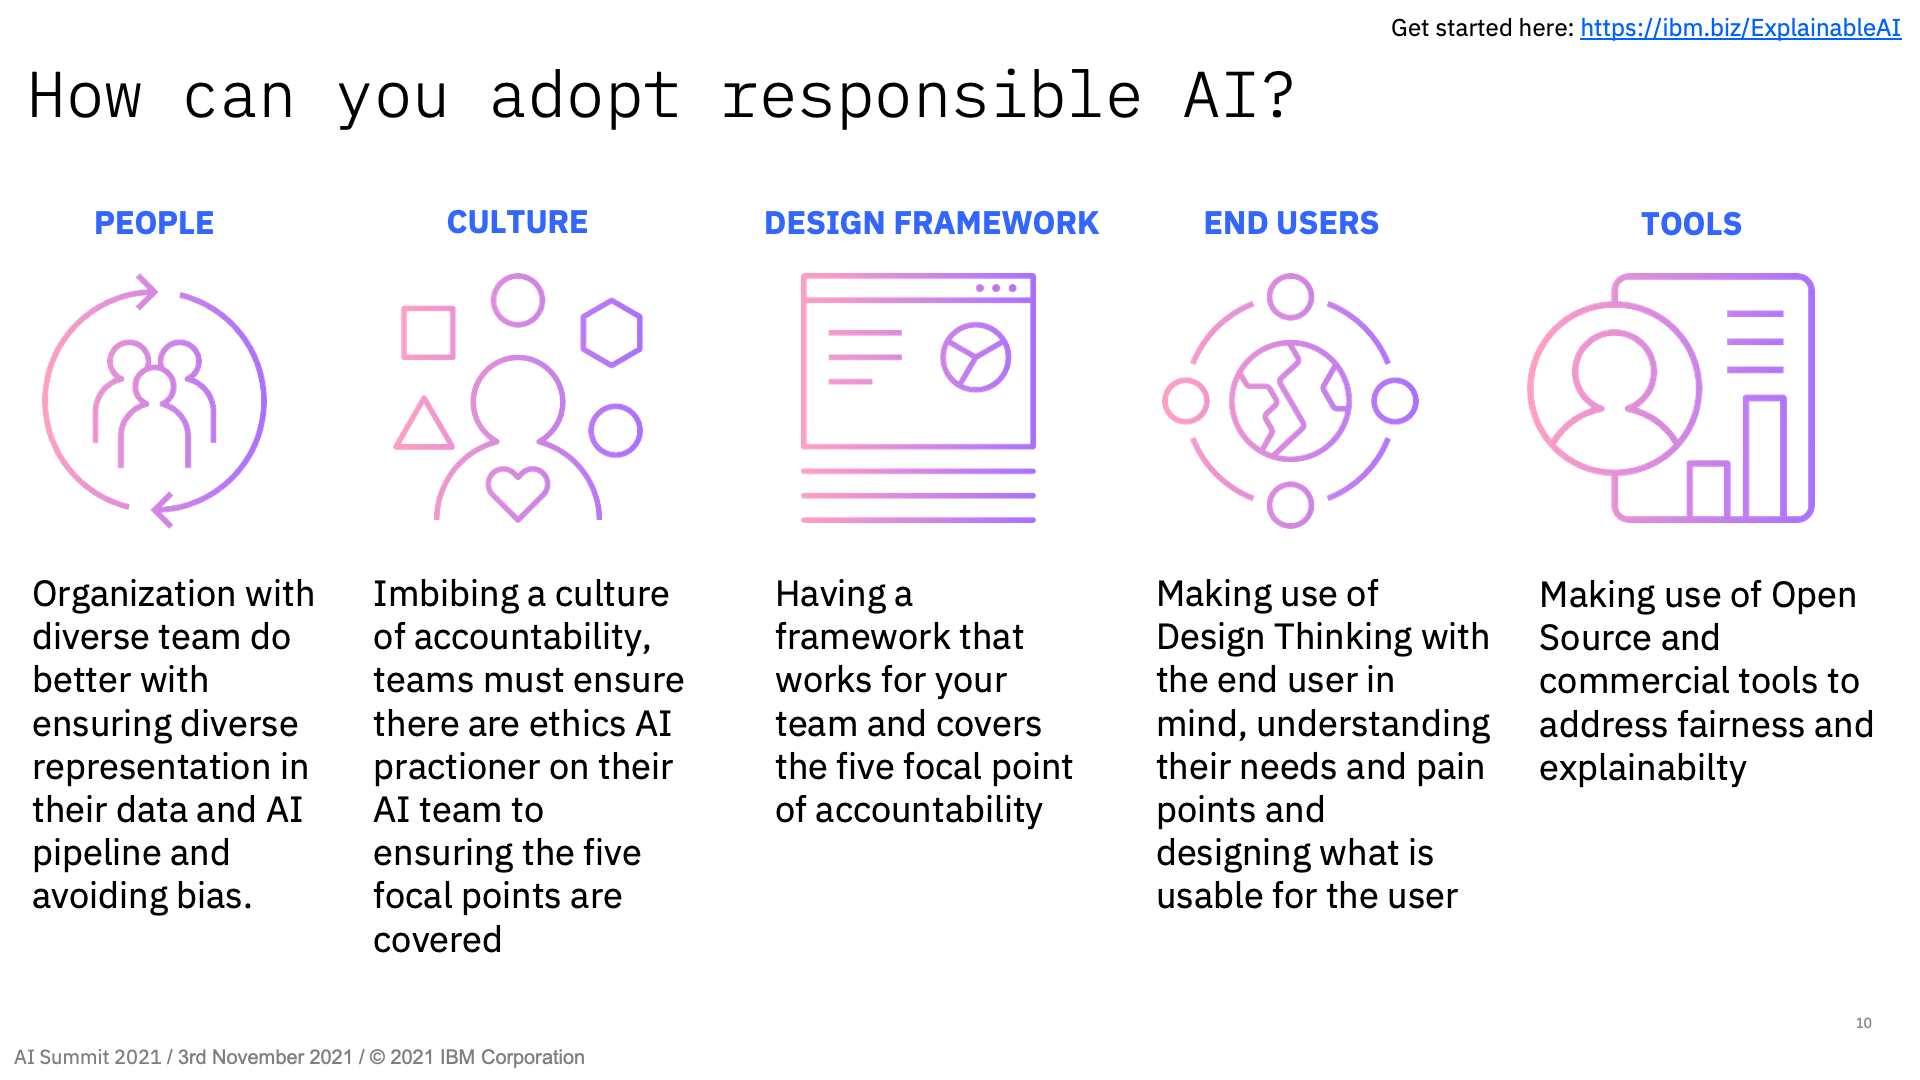 Get started here: https://ibm.biz/ExplainableAI
How can you adopt responsible AI?
PEOPLE
Organization with
diverse team do
better with
ensuring diverse
representation in
their data and AI
pipeline and
avoiding bias.
CULTURE
Imbibing a culture
of accountability,
teams must ensure
there are ethics AI
practioner on their
AI team to
ensuring the five
focal points are
covered
DESIGN FRAMEWORK
Having a
framework that
works for your
team and covers
the five focal point
of accountability
END USERS
Making use of
Design Thinking with
the end user in
mind, understanding
their needs and pain
points and
designing what is
usable for the user
TOOLS
Making use of Open
Source and
commercial tools to
address fairness and
explainabilty
10
AI Summit 2021 / 3rd November 2021 / © 2021 IBM Corporation